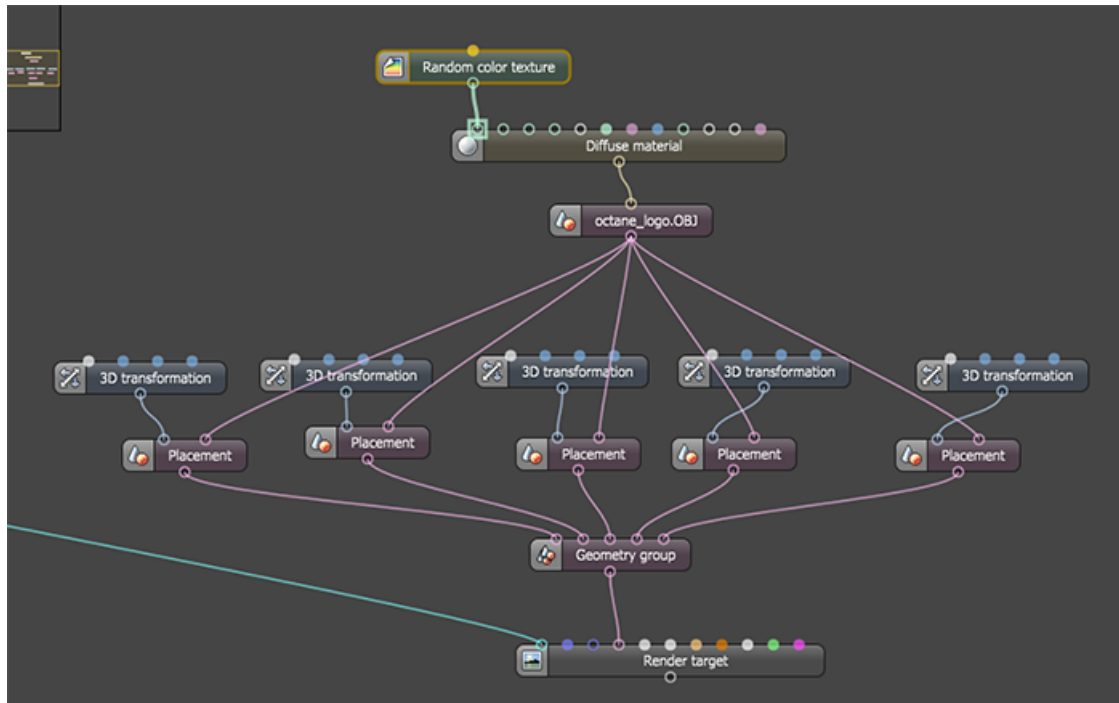 Random color texture
Diffuse material
octane_logo.OBJ
3D transformation
3D transformation
3D transformation
3D transformation
3D transformation
Placement
Placement
Placement
Placement
Placement
Geometry group
Render target